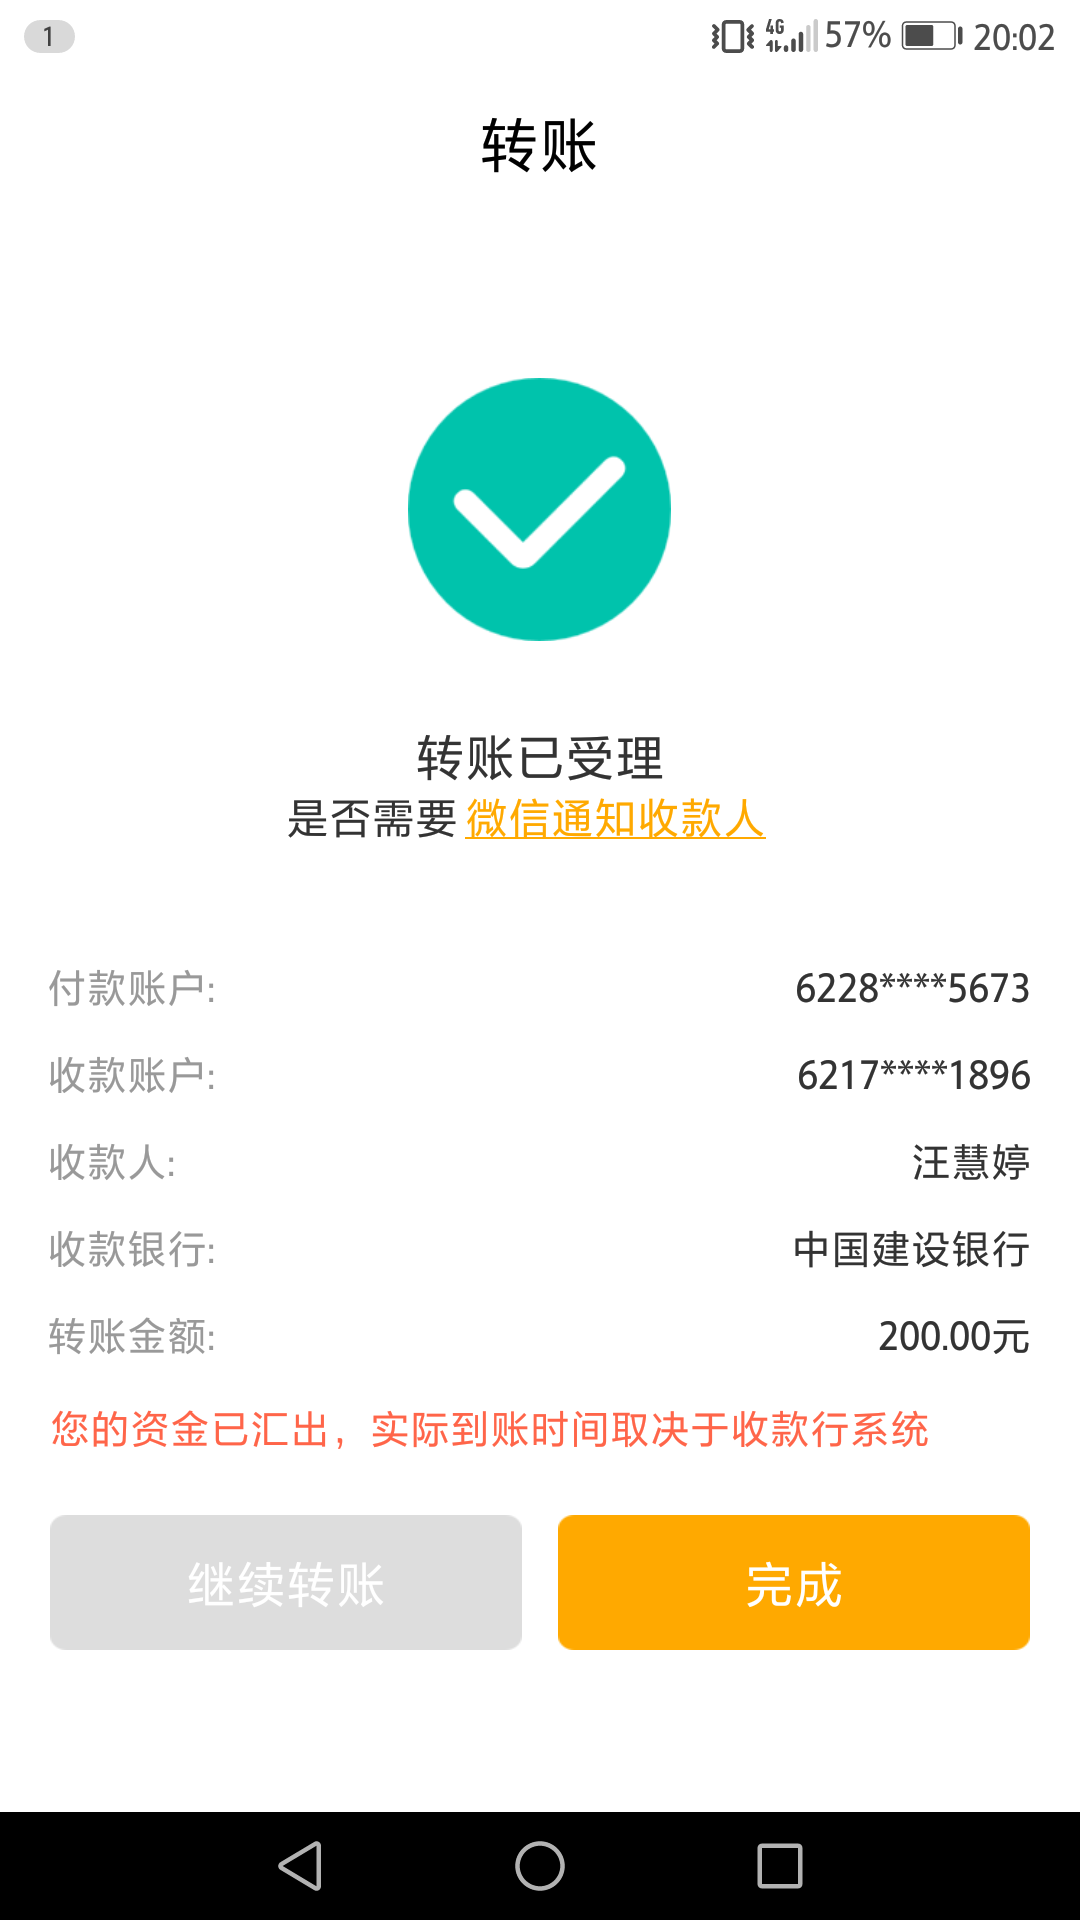 1 4G 57% 20:02
转账
转账已受理
是否需要 微信通知收款人
付款账户: 6228****5673
收款账户: 6217****1896
收款人: 汪慧婷
收款银行: 中国建设银行
转账金额: 200.00元
您的资金已汇出，实际到账时间取决于收款行系统
继续转账 完成